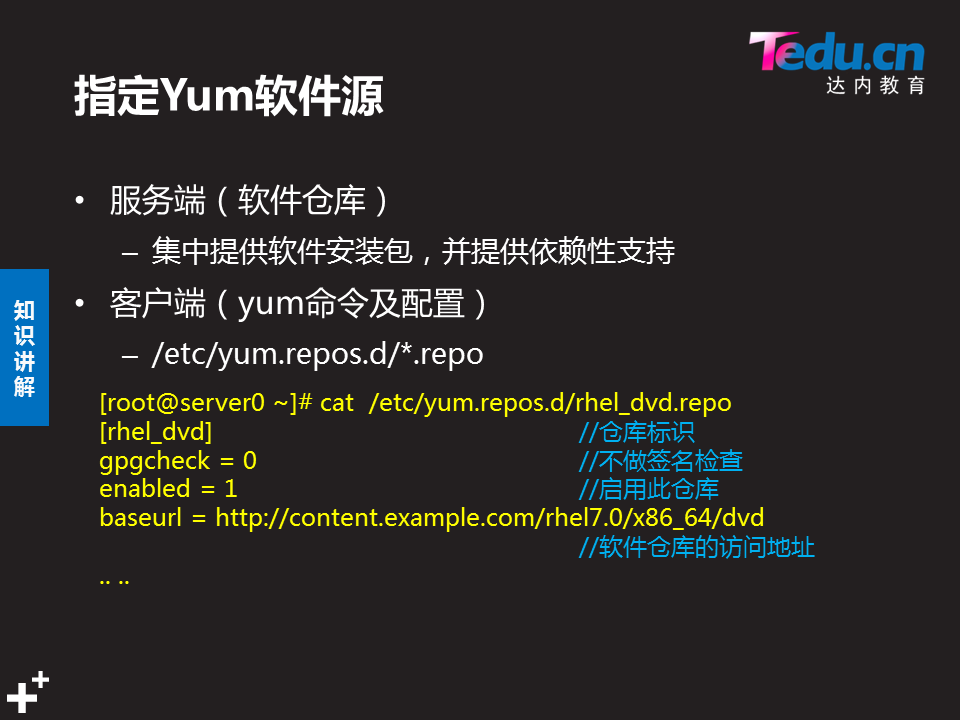 Tedu.cn
达内教育
指定Yum软件源
• 服务端（软件仓库）
– 集中提供软件安装包，并提供依赖性支持
• 客户端（yum命令及配置）
– /etc/yum.repos.d/*.repo
知识讲解
[root@server0 ~]# cat  /etc/yum.repos.d/rhel_dvd.repo
[rhel_dvd] //仓库标识
gpgcheck = 0 //不做签名检查
enabled = 1 //启用此仓库
baseurl = http://content.example.com/rhel7.0/x86_64/dvd
//软件仓库的访问地址
.. ..